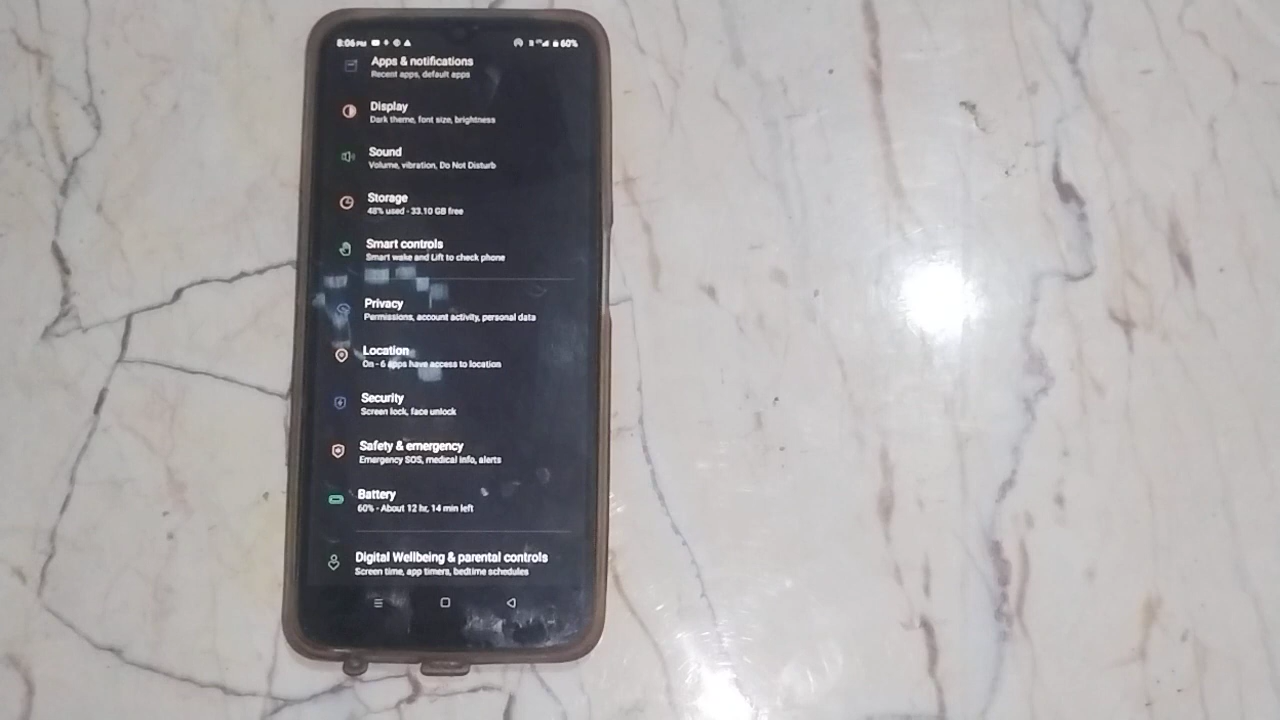 8:06 PM 60%
Apps & notifications
Recent apps, default apps
Display
Dark theme, font size, brightness
Sound
Volume, vibration, Do Not Disturb
Storage
48% used - 33.10 GB free
Smart controls
Smart wake and Lift to check phone
Privacy
Permissions, account activity, personal data
Location
On - 6 apps have access to location
Security
Screen lock, face unlock
Safety & emergency
Emergency SOS, medical info, alerts
Battery
60% - About 12 hr, 14 min left
Digital Wellbeing & parental controls
Screen time, app timers, bedtime schedules